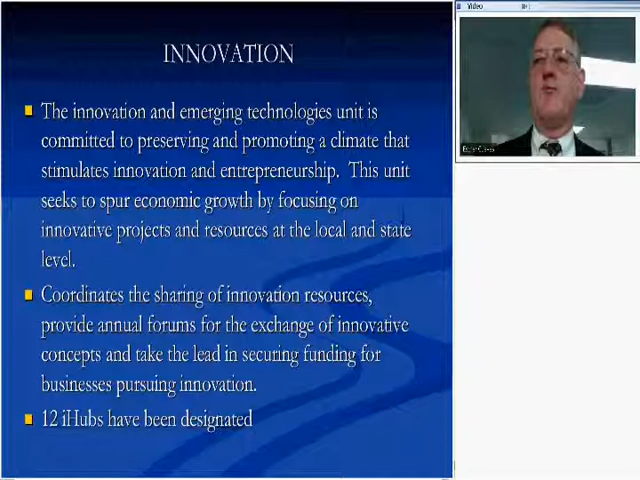 INNOVATION
The innovation and emerging technologies unit is
committed to preserving and promoting a climate that
stimulates innovation and entrepreneurship. This unit
seeks to spur economic growth by focusing on
innovative projects and resources at the local and state
level.
Coordinates the sharing of innovation resources,
provide annual forums for the exchange of innovative
concepts and take the lead in securing funding for
businesses pursuing innovation.
12 iHubs have been designated
Video